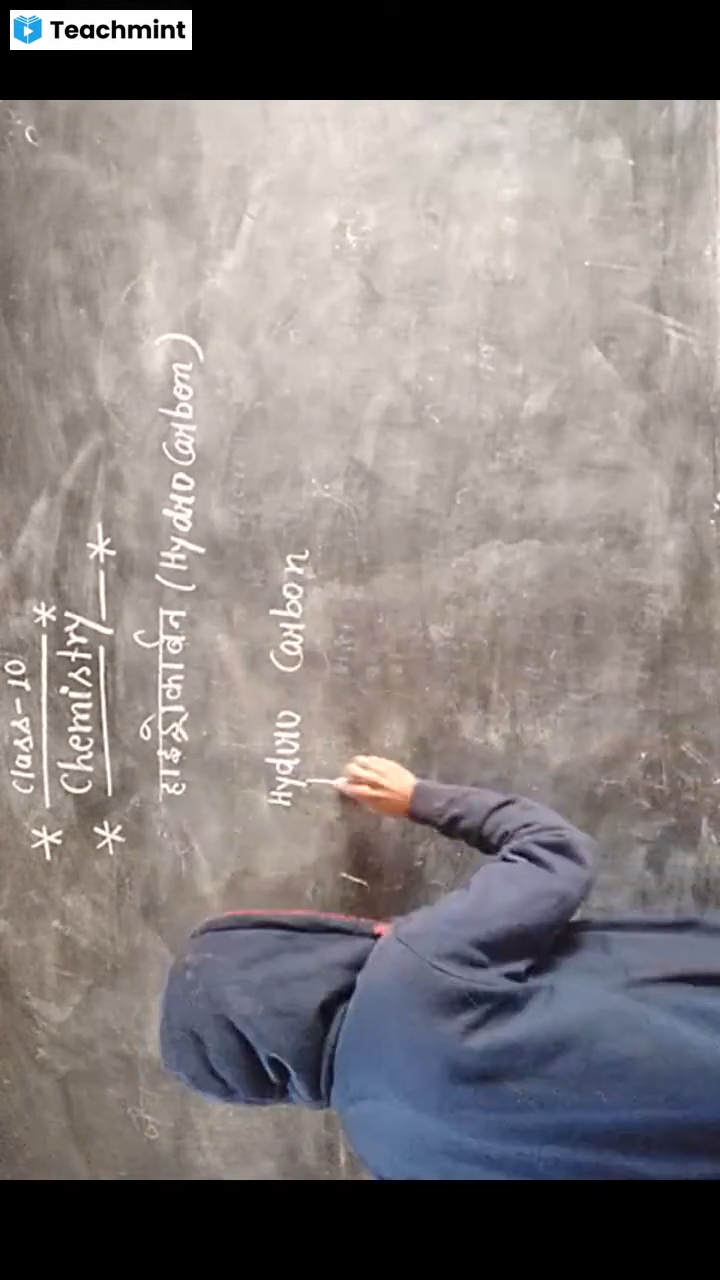 Teachmint
Class-10
* ——— *
Chemistry
* ——— *
हाइड्रोकार्बन (Hydro Carbon)
Hydro Carbon